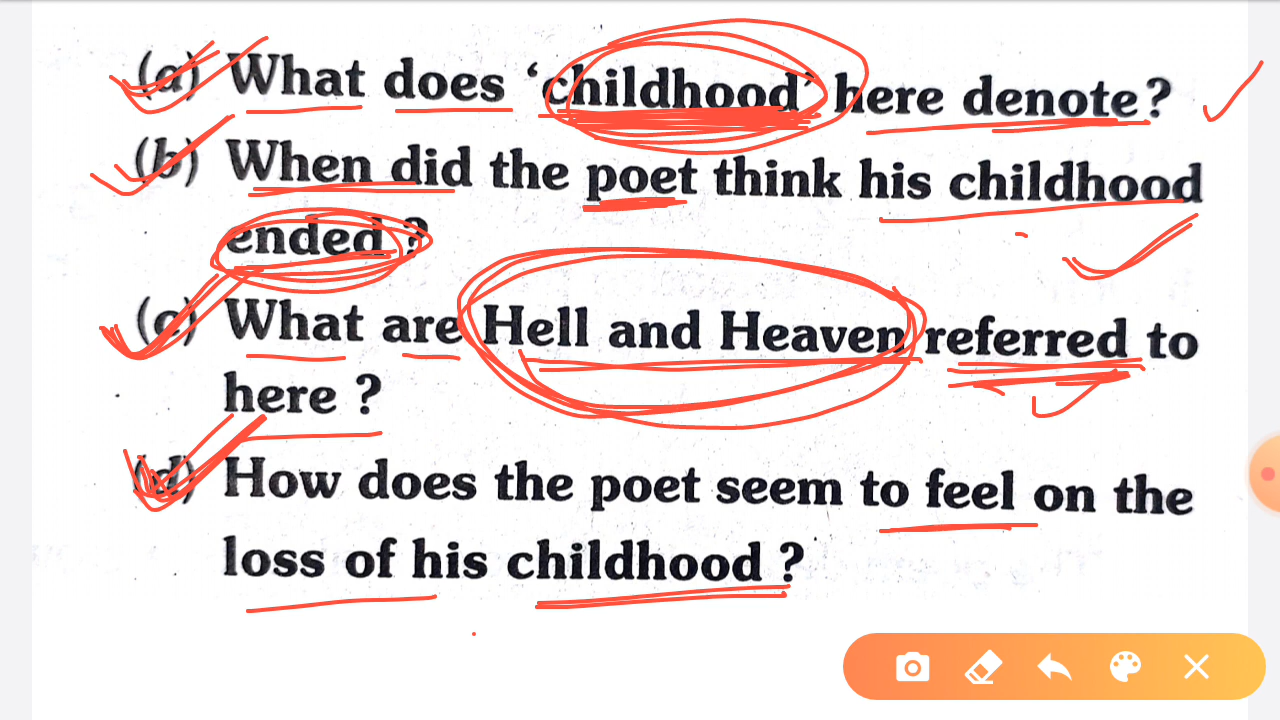 (a) What does ‘childhood’ here denote?
(b) When did the poet think his childhood
ended ?
(c) What are Hell and Heaven referred to
here ?
(d) How does the poet seem to feel on the
loss of his childhood ?